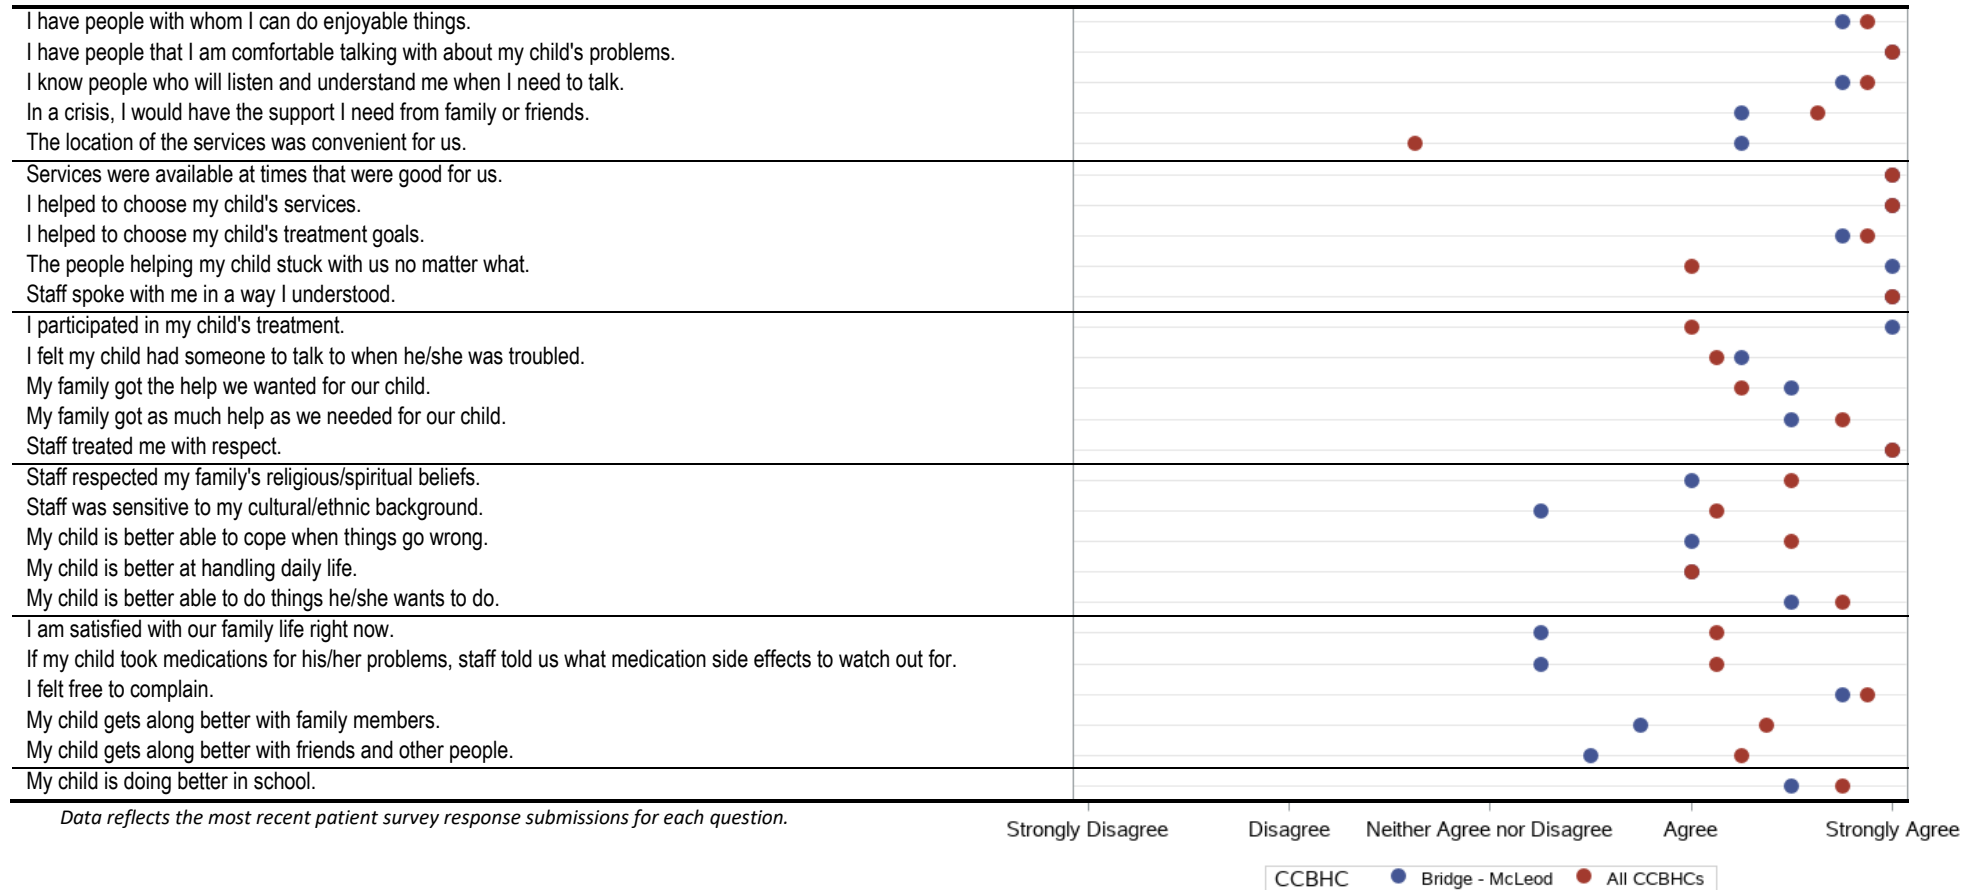 I have people with whom I can do enjoyable things.
I have people that I am comfortable talking with about my child's problems.
I know people who will listen and understand me when I need to talk.
In a crisis, I would have the support I need from family or friends.
The location of the services was convenient for us.
Services were available at times that were good for us.
I helped to choose my child's services.
I helped to choose my child's treatment goals.
The people helping my child stuck with us no matter what.
Staff spoke with me in a way I understood.
I participated in my child's treatment.
I felt my child had someone to talk to when he/she was troubled.
My family got the help we wanted for our child.
My family got as much help as we needed for our child.
Staff treated me with respect.
Staff respected my family's religious/spiritual beliefs.
Staff was sensitive to my cultural/ethnic background.
My child is better able to cope when things go wrong.
My child is better at handling daily life.
My child is better able to do things he/she wants to do.
I am satisfied with our family life right now.
If my child took medications for his/her problems, staff told us what medication side effects to watch out for.
I felt free to complain.
My child gets along better with family members.
My child gets along better with friends and other people.
My child is doing better in school.
Data reflects the most recent patient survey response submissions for each question.
Strongly Disagree Disagree Neither Agree nor Disagree Agree Strongly Agree
CCBHC Bridge - McLeod All CCBHCs